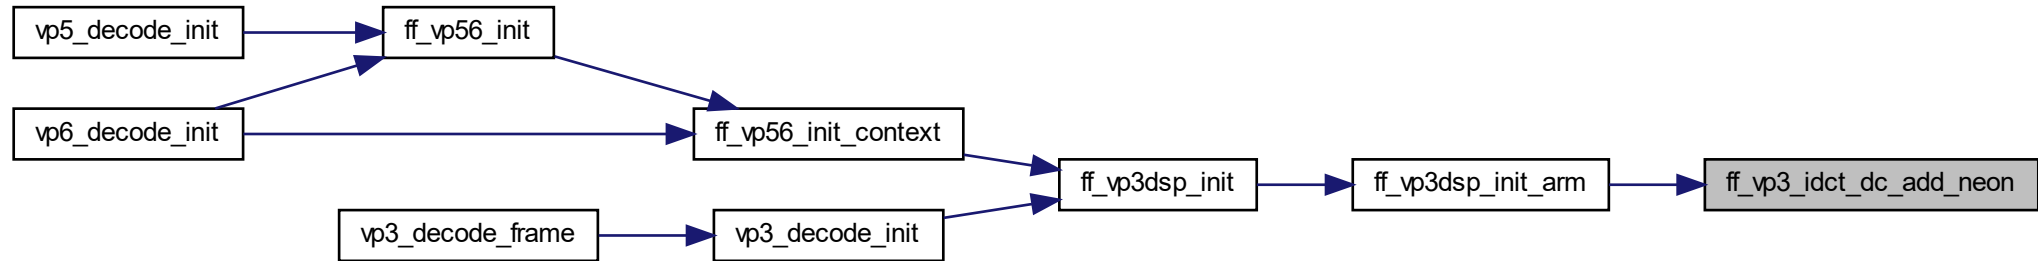 vp5_decode_init
ff_vp56_init
vp6_decode_init
ff_vp56_init_context
ff_vp3dsp_init
ff_vp3dsp_init_arm
ff_vp3_idct_dc_add_neon
vp3_decode_frame
vp3_decode_init